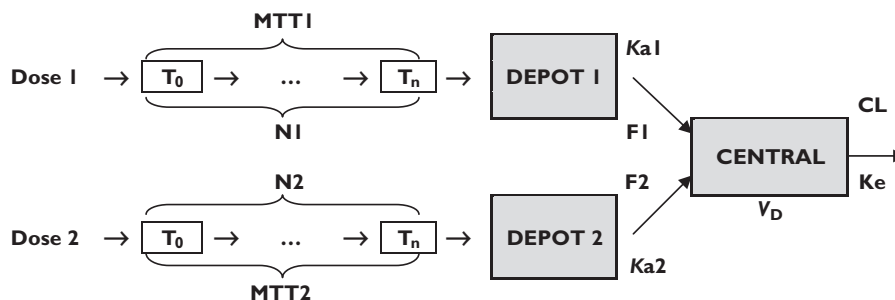 MTT1
Dose 1 → T0 → ... → Tn → DEPOT 1
Ka1
N1
F1
CENTRAL
CL
Ke
VD
N2
F2
Dose 2 → T0 → ... → Tn → DEPOT 2
Ka2
MTT2